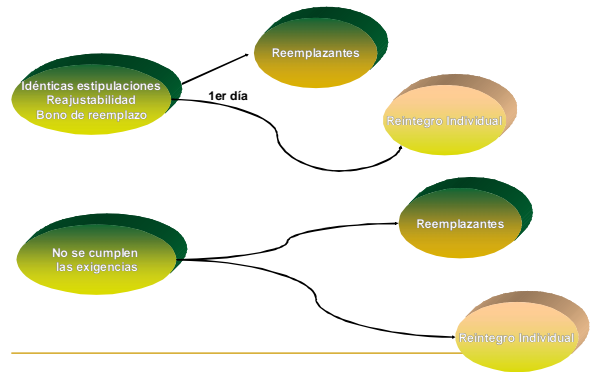 Idénticas estipulaciones
Reajustabilidad
Bono de reemplazo
Reemplazantes
1er día
Reintegro Individual
No se cumplen
las exigencias
Reemplazantes
Reintegro Individual